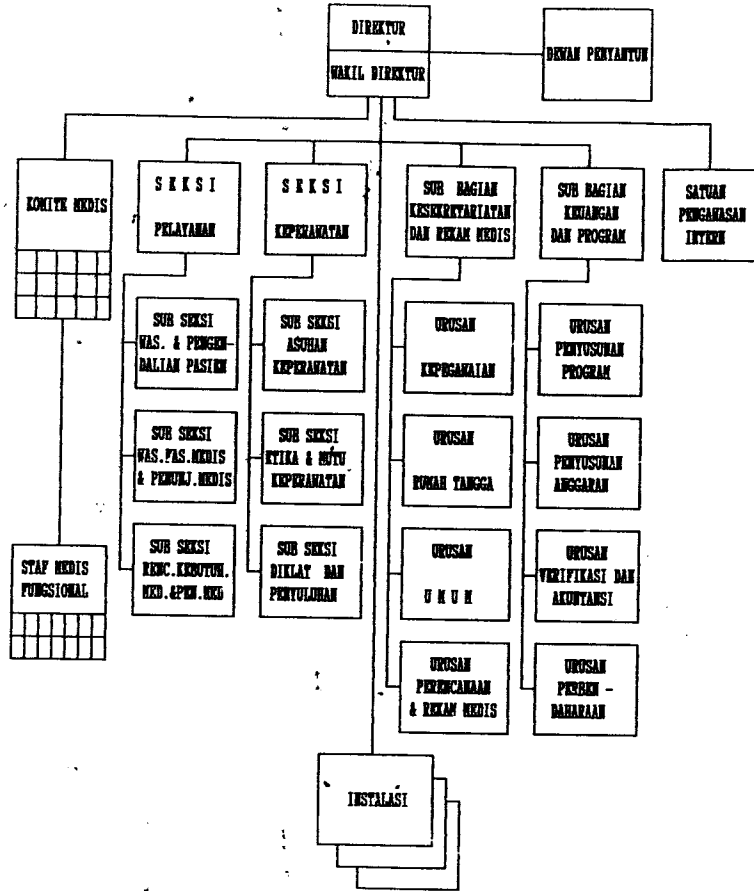 DIREKTUR
WAKIL DIREKTUR
DEWAN PENYANTUN
KOMITE MEDIS
S E K S I
PELAYANAN
S E K S I
KEPERAWATAN
SUB BAGIAN
KESEKRETARIATAN
DAN REKAM MEDIS
SUB BAGIAN
KEUANGAN
DAN PROGRAM
SATUAN
PENGAWASAN
INTERN
SUB SEKSI
WAS. & PENGEN-
DALIAN PASIEN
SUB SEKSI
ASUHAN
KEPERAWATAN
URUSAN
KEPEGAWAIAN
URUSAN
PENYUSUNAN
PROGRAM
SUB SEKSI
WAS.FAS.MEDIS
& PENUNJ.MEDIS
SUB SEKSI
ETIKA & MUTU
KEPERAWATAN
URUSAN
RUMAH TANGGA
URUSAN
PENYUSUNAN
ANGGARAN
STAF MEDIS
FUNGSIONAL
SUB SEKSI
RENC.KEBUTUH.
MED.&PEN.MED
SUB SEKSI
DIKLAT DAN
PENYULUHAN
URUSAN
U M U M
URUSAN
VERIFIKASI DAN
AKUNTANSI
URUSAN
PERENCANAAN
& REKAM MEDIS
URUSAN
PERBEN -
DAHARAAN
INSTALASI